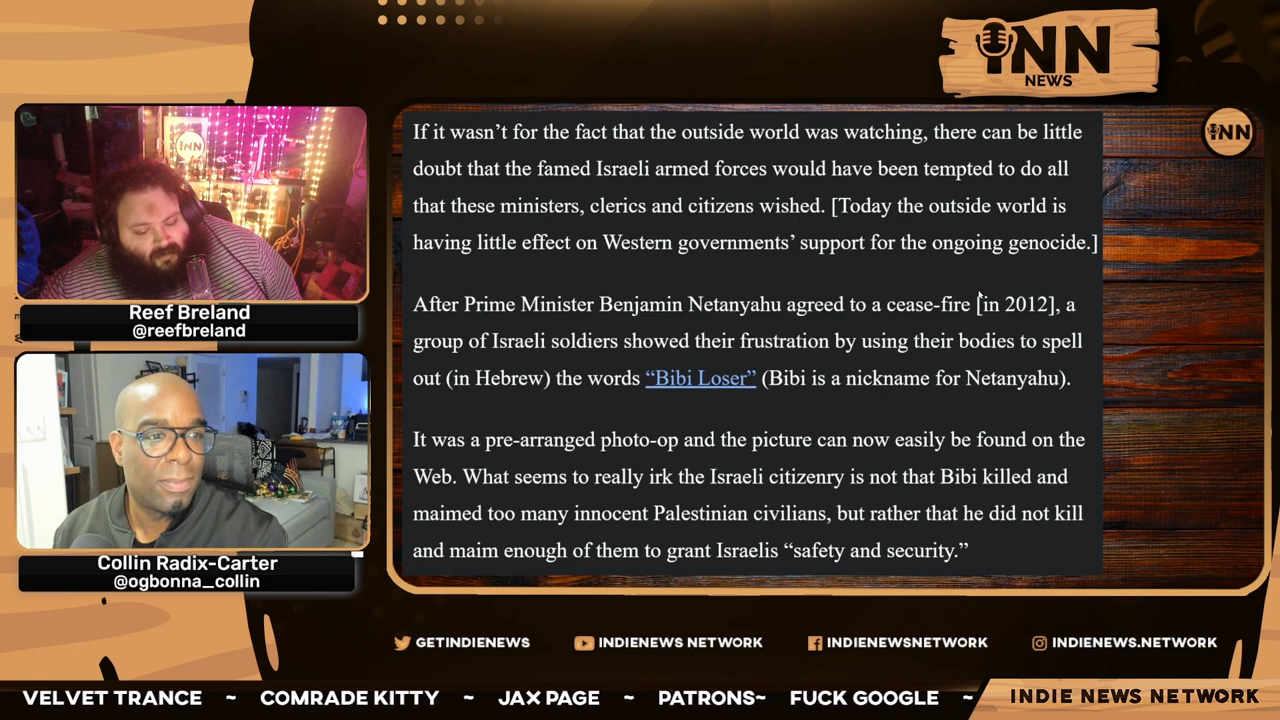 iNN
NEWS
iNN
iNN
If it wasn’t for the fact that the outside world was watching, there can be little
doubt that the famed Israeli armed forces would have been tempted to do all
that these ministers, clerics and citizens wished. [Today the outside world is
having little effect on Western governments’ support for the ongoing genocide.]
After Prime Minister Benjamin Netanyahu agreed to a cease-fire [in 2012], a
group of Israeli soldiers showed their frustration by using their bodies to spell
out (in Hebrew) the words “Bibi Loser” (Bibi is a nickname for Netanyahu).
It was a pre-arranged photo-op and the picture can now easily be found on the
Web. What seems to really irk the Israeli citizenry is not that Bibi killed and
maimed too many innocent Palestinian civilians, but rather that he did not kill
and maim enough of them to grant Israelis “safety and security.”
Reef Breland
@reefbreland
Collin Radix-Carter
@ogbonna_collin
GETINDIENEWS INDIENEWS NETWORK INDIENEWSNETWORK INDIENEWS.NETWORK
VELVET TRANCE ~ COMRADE KITTY ~ JAX PAGE ~ PATRONS~ FUCK GOOGLE ~ INDIE NEWS NETWORK